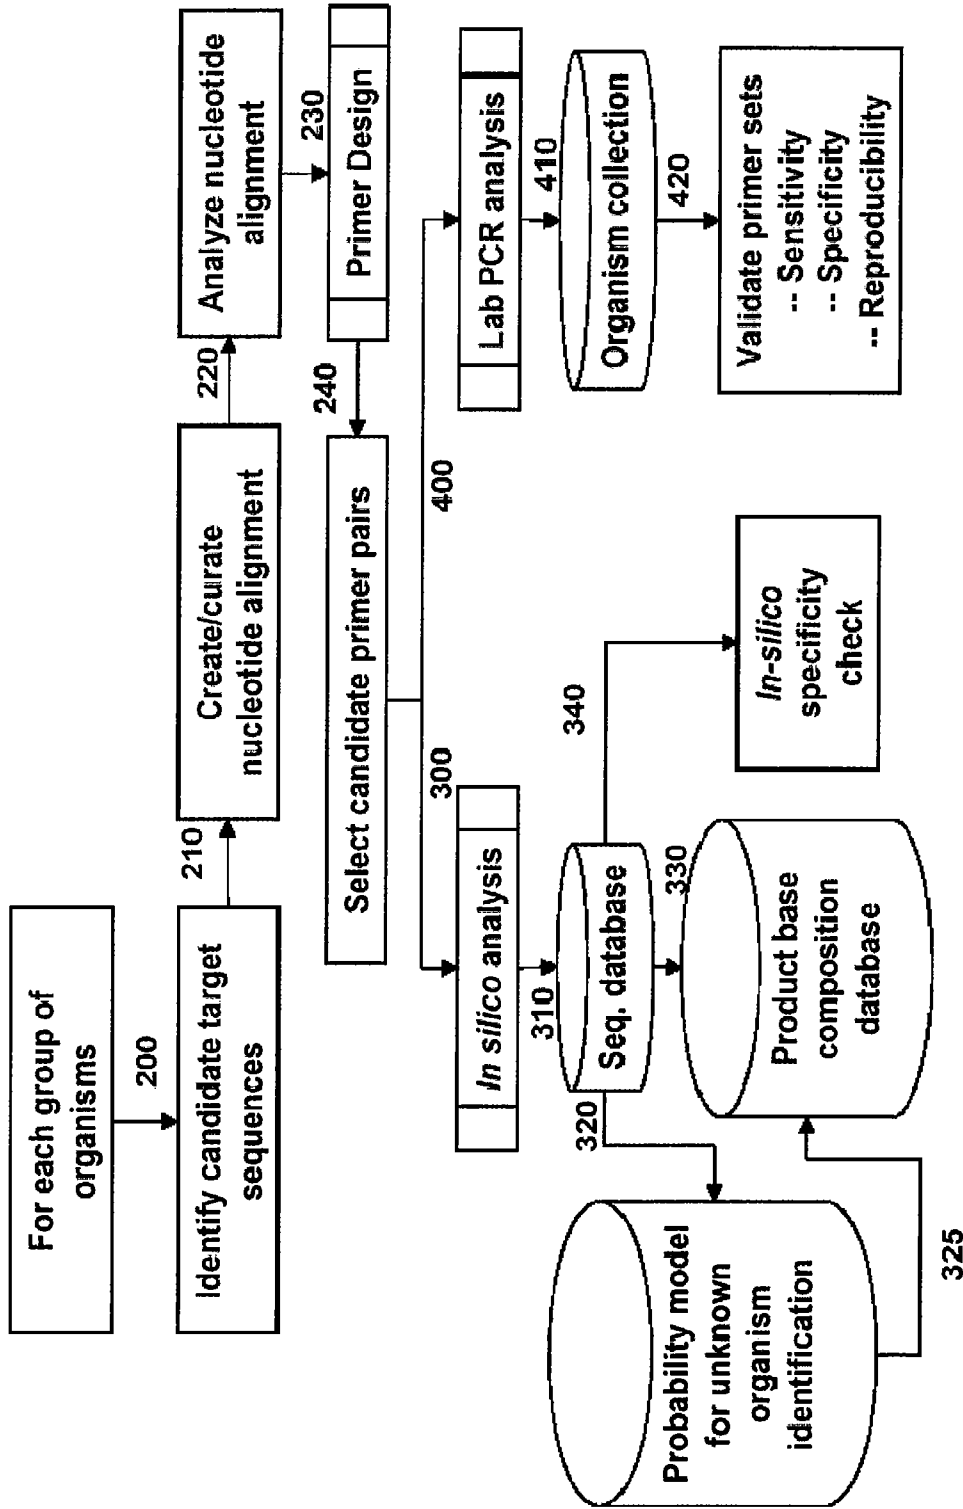 For each group of
organisms
200
Identify candidate target
sequences
210
Create/curate
nucleotide alignment
220
Analyze nucleotide
alignment
230
Primer Design
240
Select candidate primer pairs
300
400
In silico analysis
310
Seq. database
320
Probability model
for unknown
organism
identification
325
330
Product base
composition
database
340
In-silico
specificity
check
Lab PCR analysis
410
Organism collection
420
Validate primer sets
-- Sensitivity
-- Specificity
-- Reproducibility